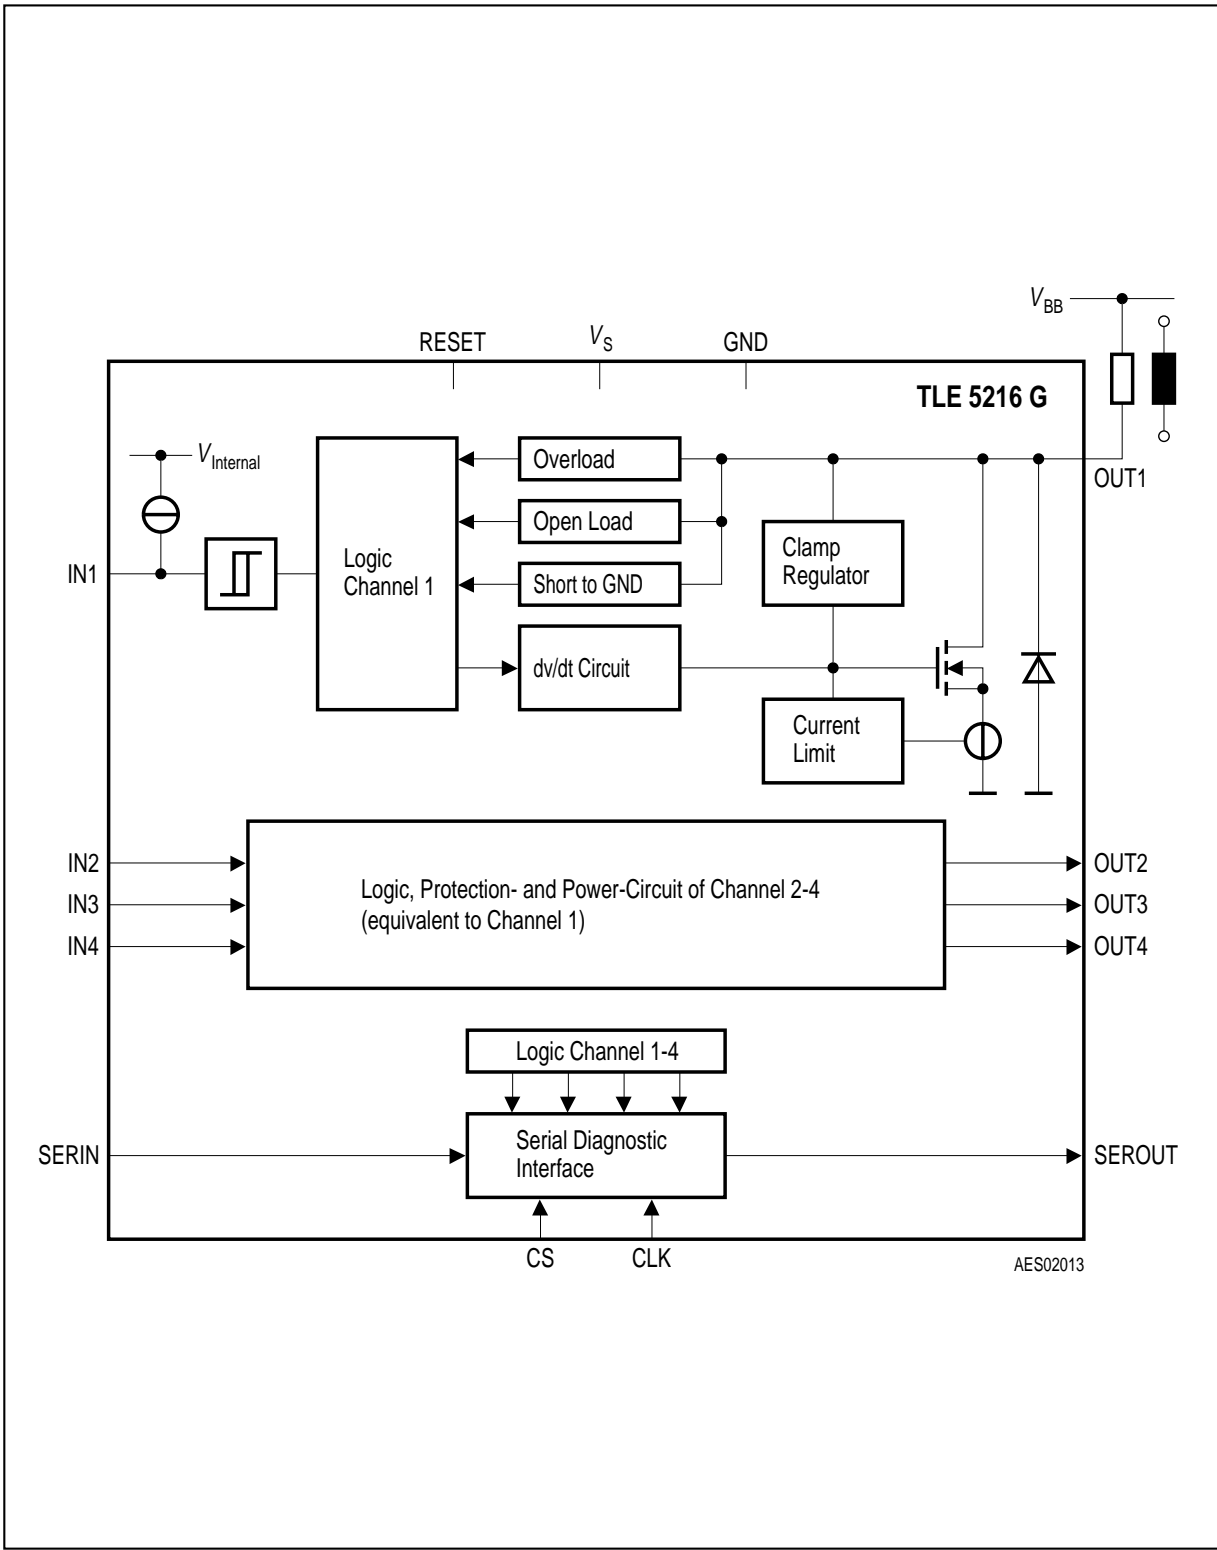 V_BB
RESET
V_S
GND
TLE 5216 G
V_Internal
Overload
OUT1
Open Load
Clamp
Regulator
IN1
Logic
Channel 1
Short to GND
dv/dt Circuit
Current
Limit
IN2
OUT2
Logic, Protection- and Power-Circuit of Channel 2-4
(equivalent to Channel 1)
IN3
OUT3
IN4
OUT4
Logic Channel 1-4
Serial Diagnostic
Interface
SERIN
SEROUT
CS
CLK
AES02013